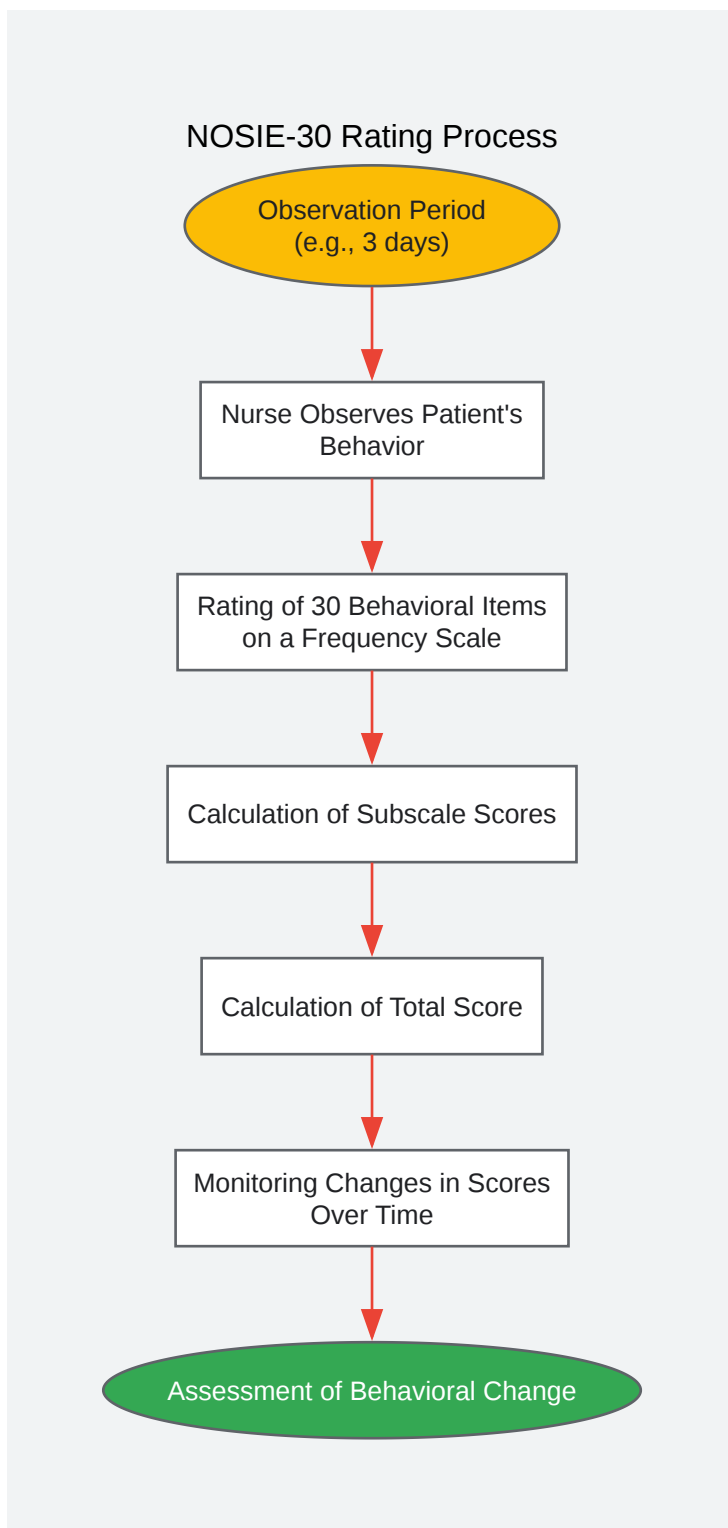 NOSIE-30 Rating Process
Observation Period
(e.g., 3 days)
Nurse Observes Patient's
Behavior
Rating of 30 Behavioral Items
on a Frequency Scale
Calculation of Subscale Scores
Calculation of Total Score
Monitoring Changes in Scores
Over Time
Assessment of Behavioral Change